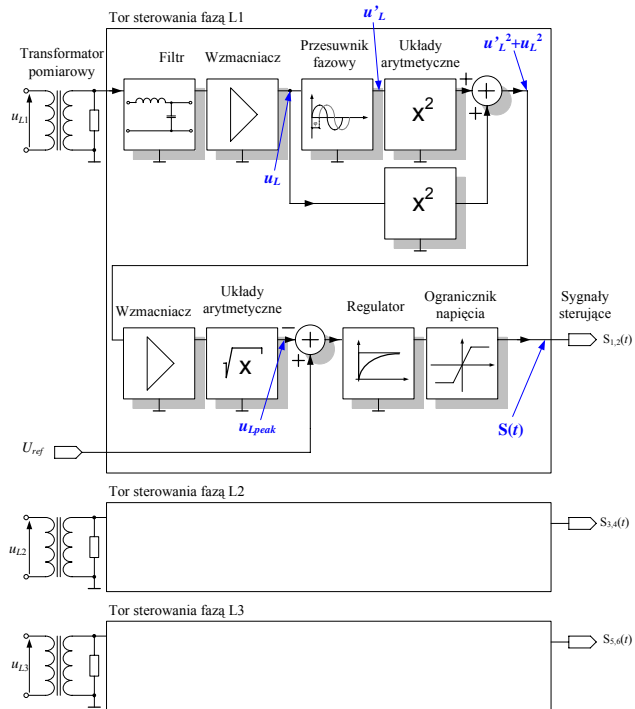 Tor sterowania fazą L1
Transformator
pomiarowy
Filtr
Wzmacniacz
Przesuwnik
fazowy
u'L
Układy
arytmetyczne
u'L²+uL²
uL1
uL
φ
x²
+
+
+
x²
Wzmacniacz
Układy
arytmetyczne
Regulator
Ogranicznik
napięcia
Sygnały
sterujące
√x
−
+
+
S1,2(t)
uLpeak
S(t)
Uref
Tor sterowania fazą L2
uL2
S3,4(t)
Tor sterowania fazą L3
uL3
S5,6(t)